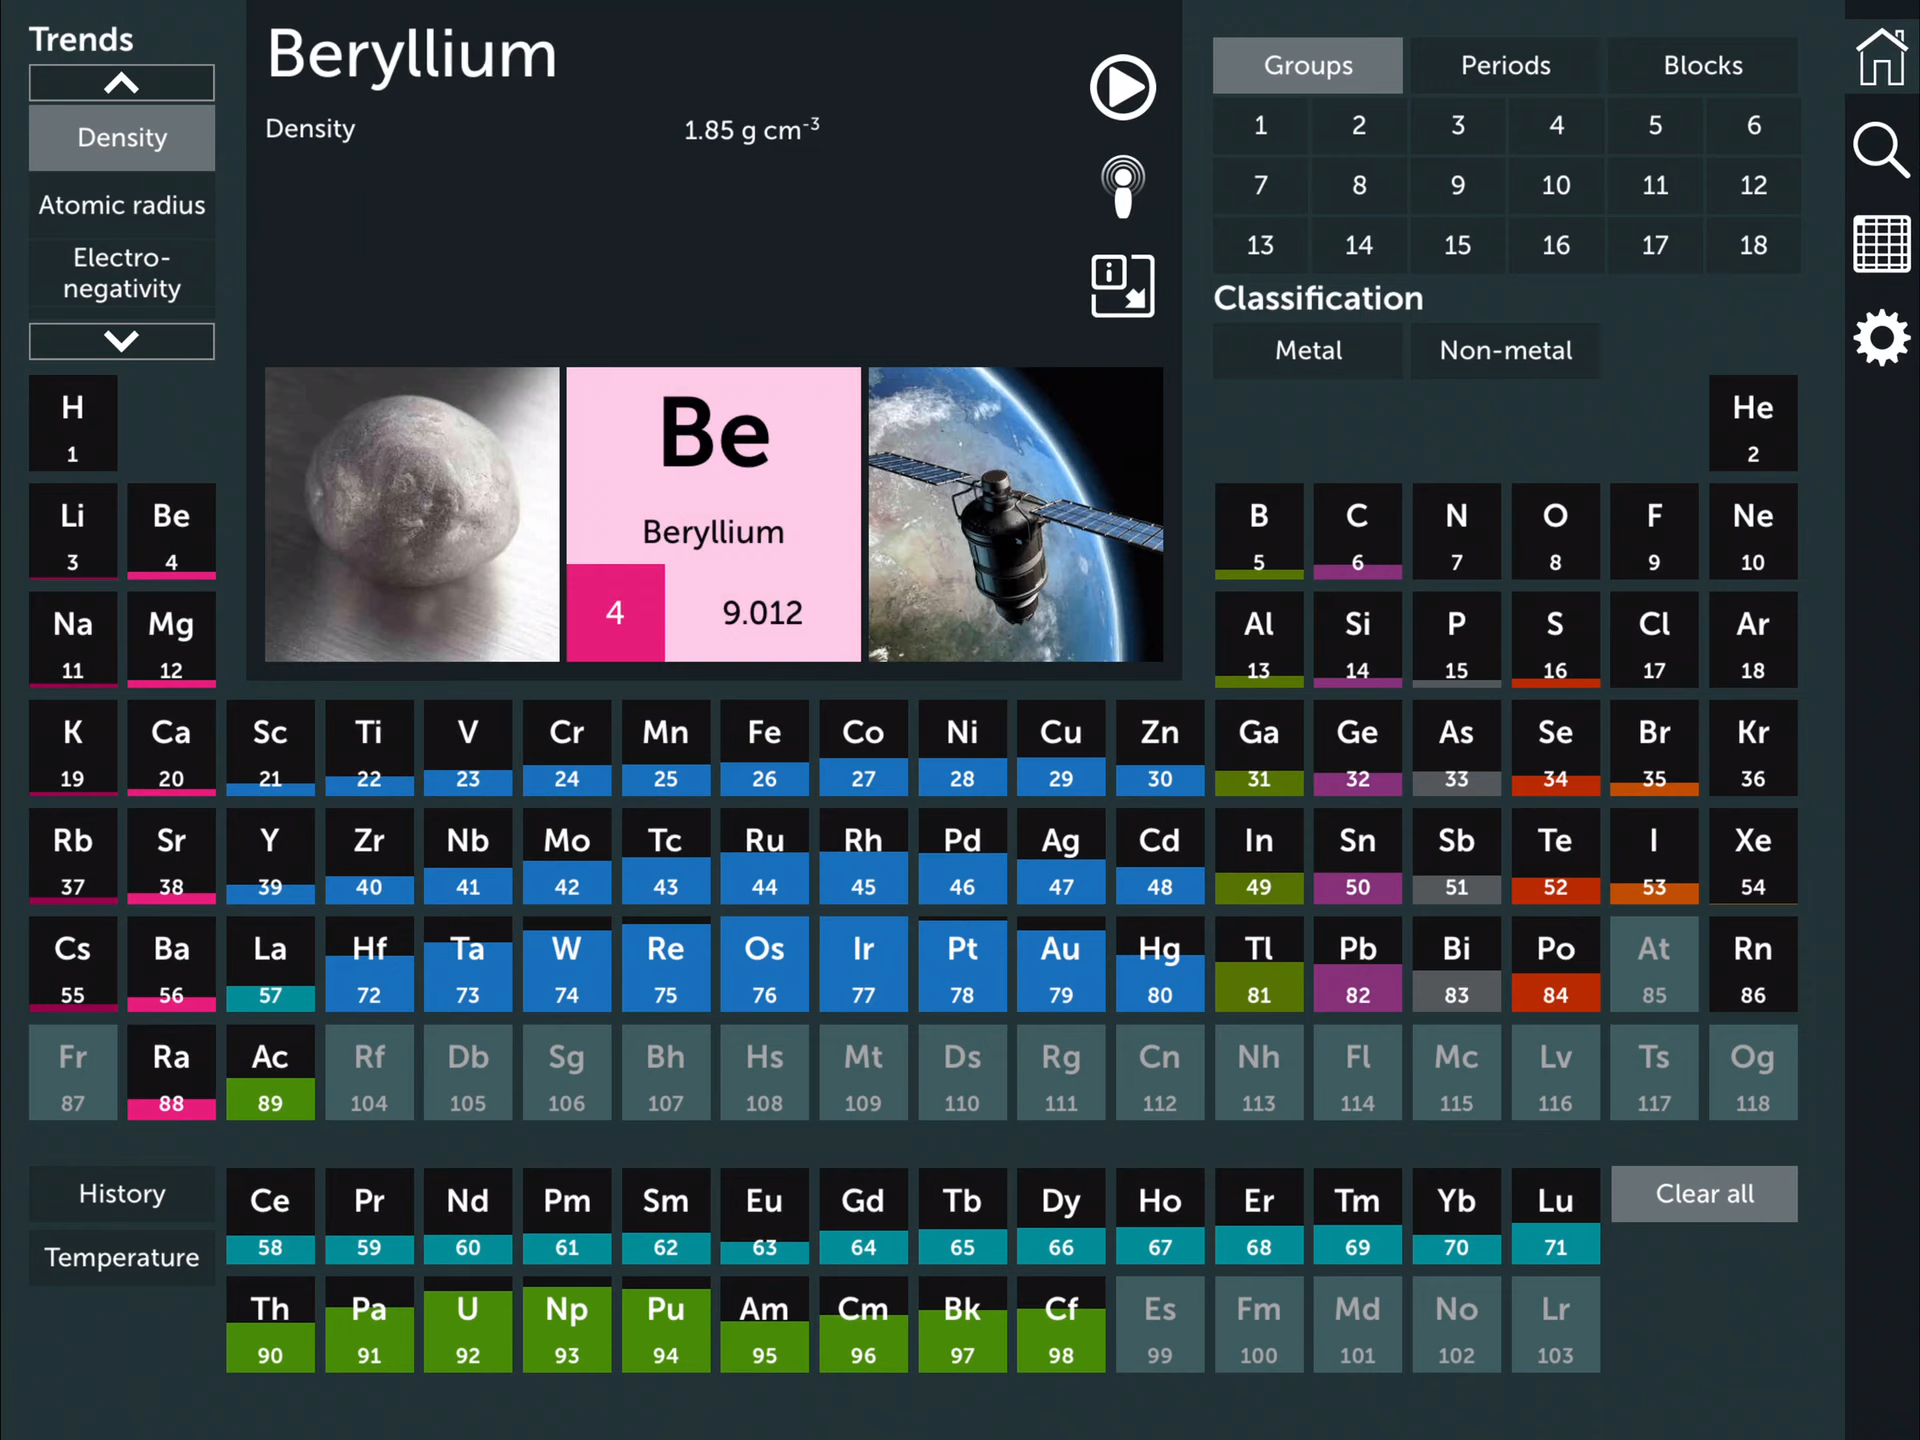 Trends
Density
Atomic radius
Electro-
negativity
Beryllium
Density 1.85 g cm⁻³
Be
Beryllium
4 9.012
Groups Periods Blocks
1 2 3 4 5 6
7 8 9 10 11 12
13 14 15 16 17 18
Classification
Metal Non-metal
H He
1 2
Li Be B C N O F Ne
3 4 5 6 7 8 9 10
Na Mg Al Si P S Cl Ar
11 12 13 14 15 16 17 18
K Ca Sc Ti V Cr Mn Fe Co Ni Cu Zn Ga Ge As Se Br Kr
19 20 21 22 23 24 25 26 27 28 29 30 31 32 33 34 35 36
Rb Sr Y Zr Nb Mo Tc Ru Rh Pd Ag Cd In Sn Sb Te I Xe
37 38 39 40 41 42 43 44 45 46 47 48 49 50 51 52 53 54
Cs Ba La Hf Ta W Re Os Ir Pt Au Hg Tl Pb Bi Po At Rn
55 56 57 72 73 74 75 76 77 78 79 80 81 82 83 84 85 86
Fr Ra Ac Rf Db Sg Bh Hs Mt Ds Rg Cn Nh Fl Mc Lv Ts Og
87 88 89 104 105 106 107 108 109 110 111 112 113 114 115 116 117 118
History
Temperature
Ce Pr Nd Pm Sm Eu Gd Tb Dy Ho Er Tm Yb Lu
58 59 60 61 62 63 64 65 66 67 68 69 70 71
Th Pa U Np Pu Am Cm Bk Cf Es Fm Md No Lr
90 91 92 93 94 95 96 97 98 99 100 101 102 103
Clear all